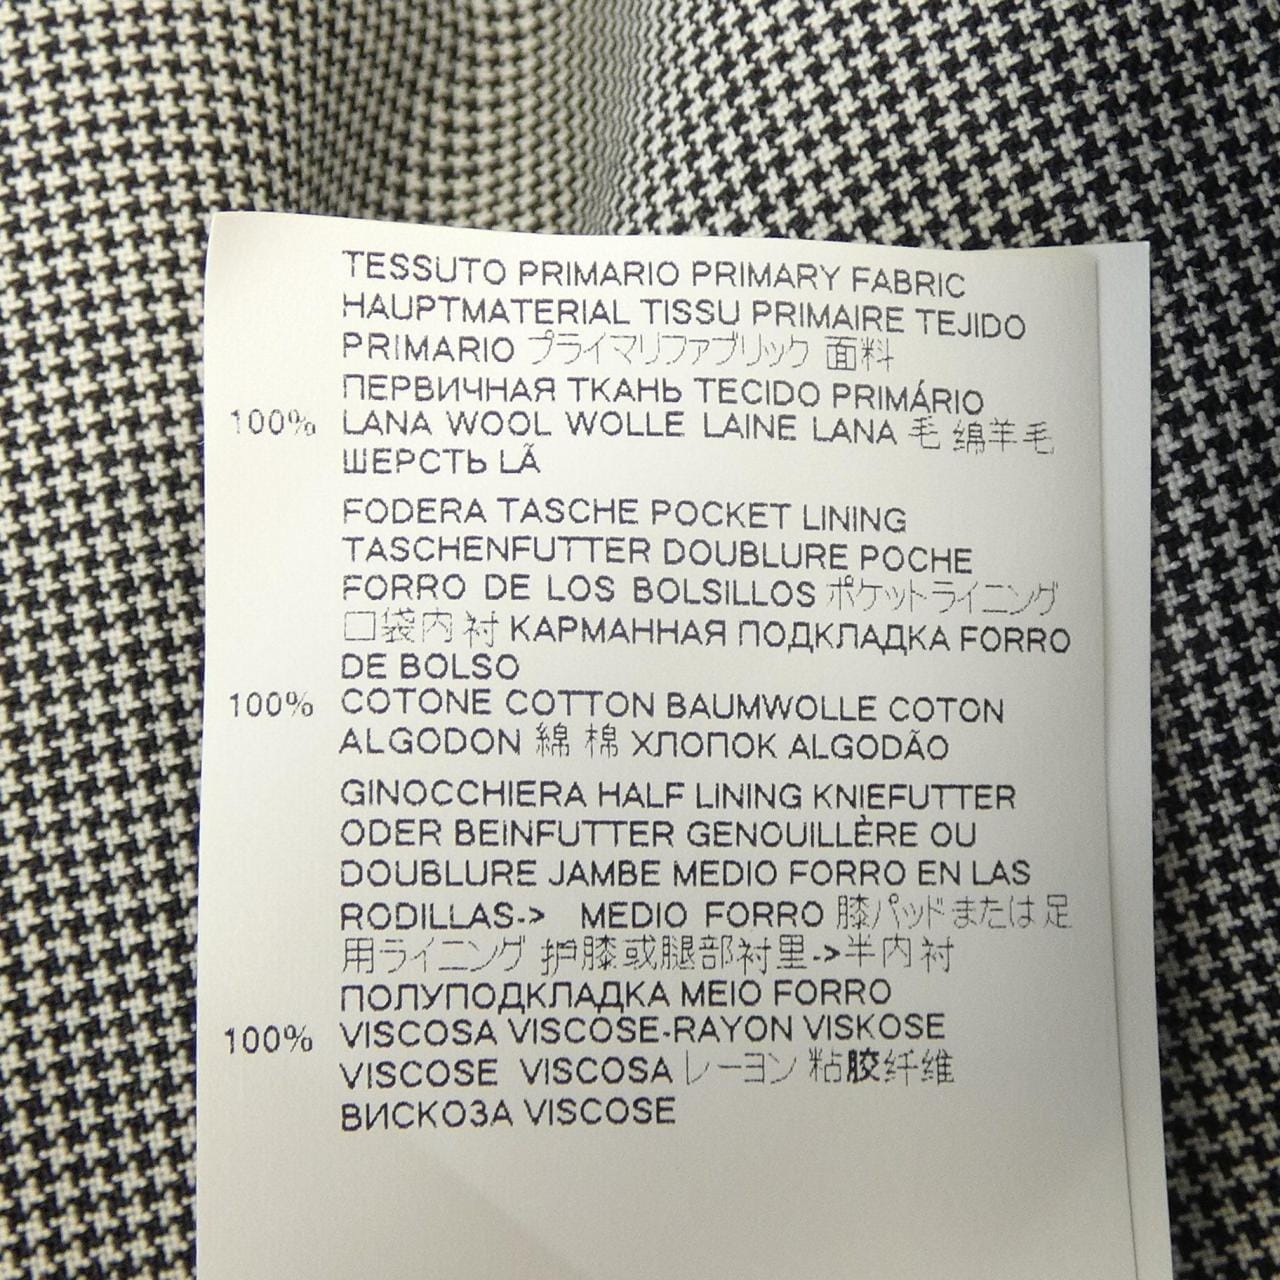 TESSUTO PRIMARIO PRIMARY FABRIC
HAUPTMATERIAL TISSU PRIMAIRE TEJIDO
PRIMARIO プライマリファブリック 面料
ПЕРВИЧНАЯ ТКАНЬ TECIDO PRIMÁRIO
100% LANA WOOL WOLLE LAINE LANA 毛 绵羊毛
ШЕРСТЬ LÃ
FODERA TASCHE POCKET LINING
TASCHENFUTTER DOUBLURE POCHE
FORRO DE LOS BOLSILLOS ポケットライニング
口袋内衬 КАРМАННАЯ ПОДКЛАДКА FORRO
DE BOLSO
100% COTONE COTTON BAUMWOLLE COTON
ALGODON 綿 棉 ХЛОПОК ALGODÃO
GINOCCHIERA HALF LINING KNIEFUTTER
ODER BEINFUTTER GENOUILLÈRE OU
DOUBLURE JAMBE MEDIO FORRO EN LAS
RODILLAS-> MEDIO FORRO 膝パッドまたは足
用ライニング 护膝或腿部衬里->半内衬
ПОЛУПОДКЛАДКА MEIO FORRO
100% VISCOSA VISCOSE-RAYON VISKOSE
VISCOSE VISCOSA レーヨン 粘胶纤维
ВИСКОЗА VISCOSE